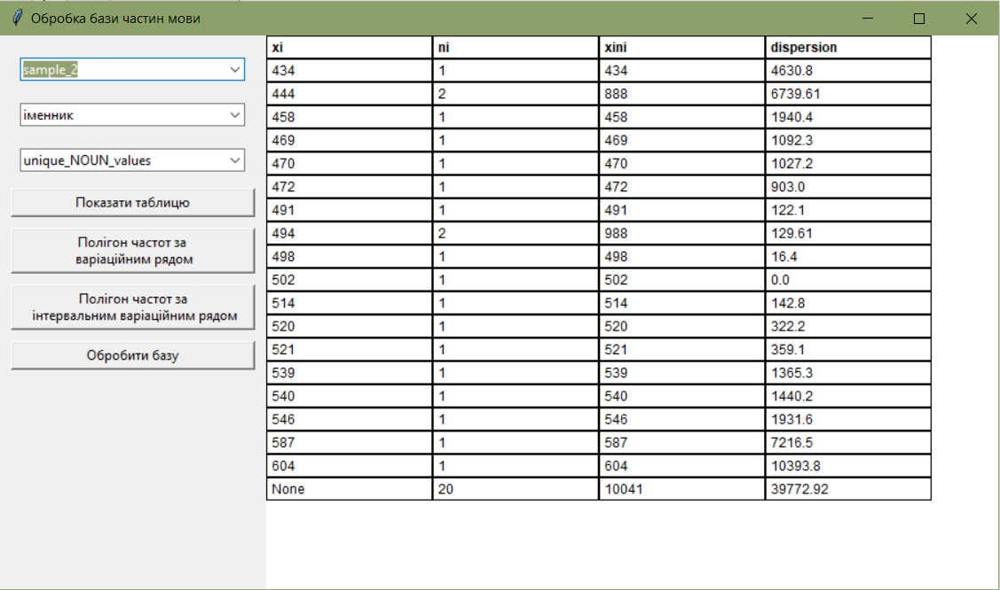 Обробка бази частин мови
sample_2
іменник
unique_NOUN_values
Показати таблицю
Полігон частот за
варіаційним рядом
Полігон частот за
інтервальним варіаційним рядом
Обробити базу
xi ni xini dispersion
434 1 434 4630.8
444 2 888 6739.61
458 1 458 1940.4
469 1 469 1092.3
470 1 470 1027.2
472 1 472 903.0
491 1 491 122.1
494 2 988 129.61
498 1 498 16.4
502 1 502 0.0
514 1 514 142.8
520 1 520 322.2
521 1 521 359.1
539 1 539 1365.3
540 1 540 1440.2
546 1 546 1931.6
587 1 587 7216.5
604 1 604 10393.8
None 20 10041 39772.92